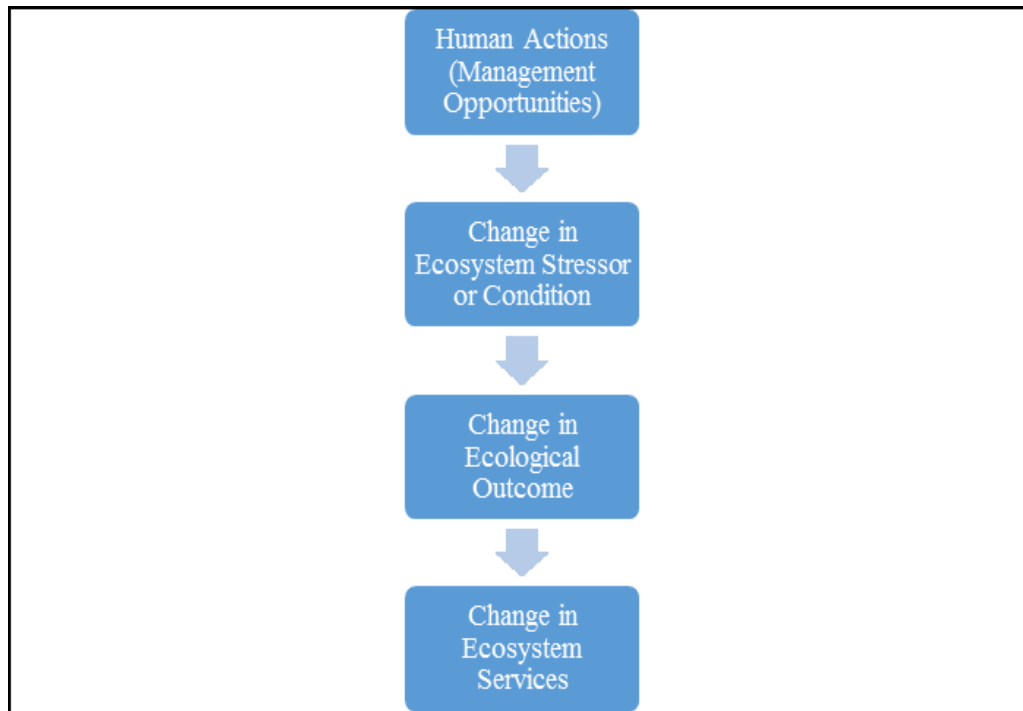 Human Actions
(Management
Opportunities)
Change in
Ecosystem Stressor
or Condition
Change in
Ecological
Outcome
Change in
Ecosystem
Services